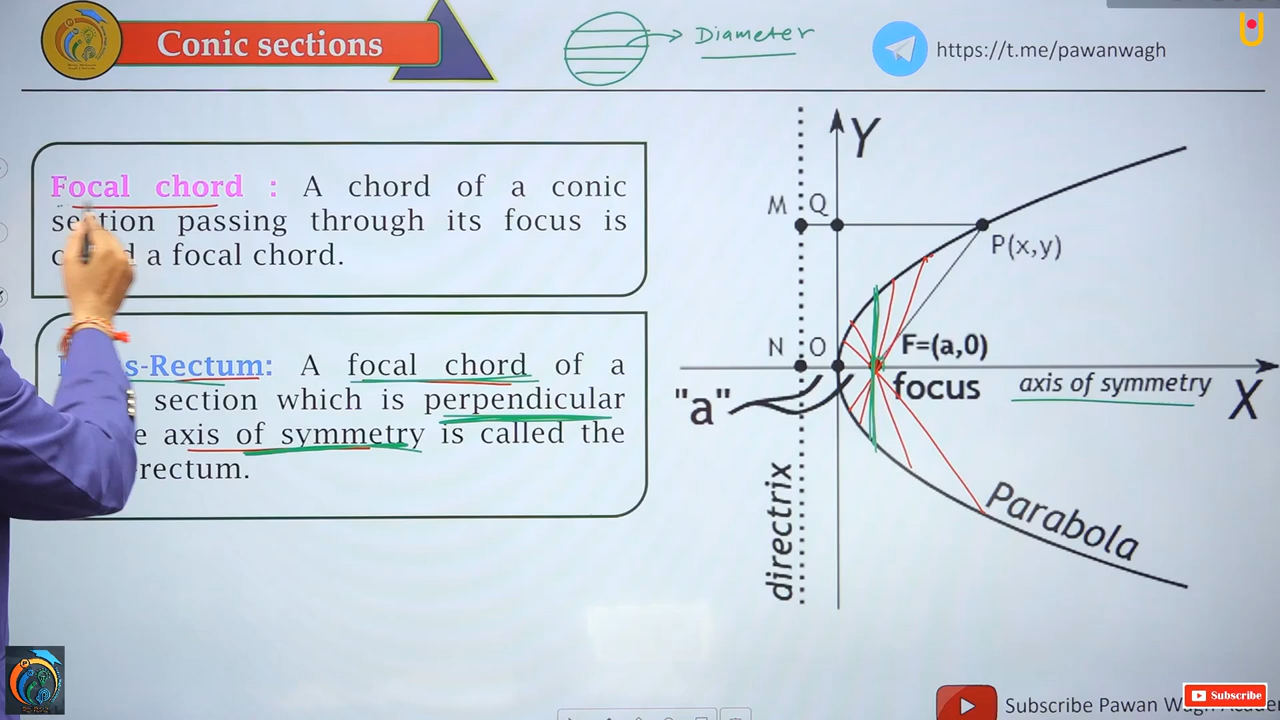 Conic sections
Diameter
https://t.me/pawanwagh
Focal chord : A chord of a conic
section passing through its focus is
a focal chord.
-Rectum: A focal chord of a
section which is perpendicular
axis of symmetry is called the
rectum.
Y
M Q
P(x,y)
N O
F=(a,0)
focus
axis of symmetry
X
"a"
directrix
Parabola
Subscribe
Subscribe Pawan Wagh